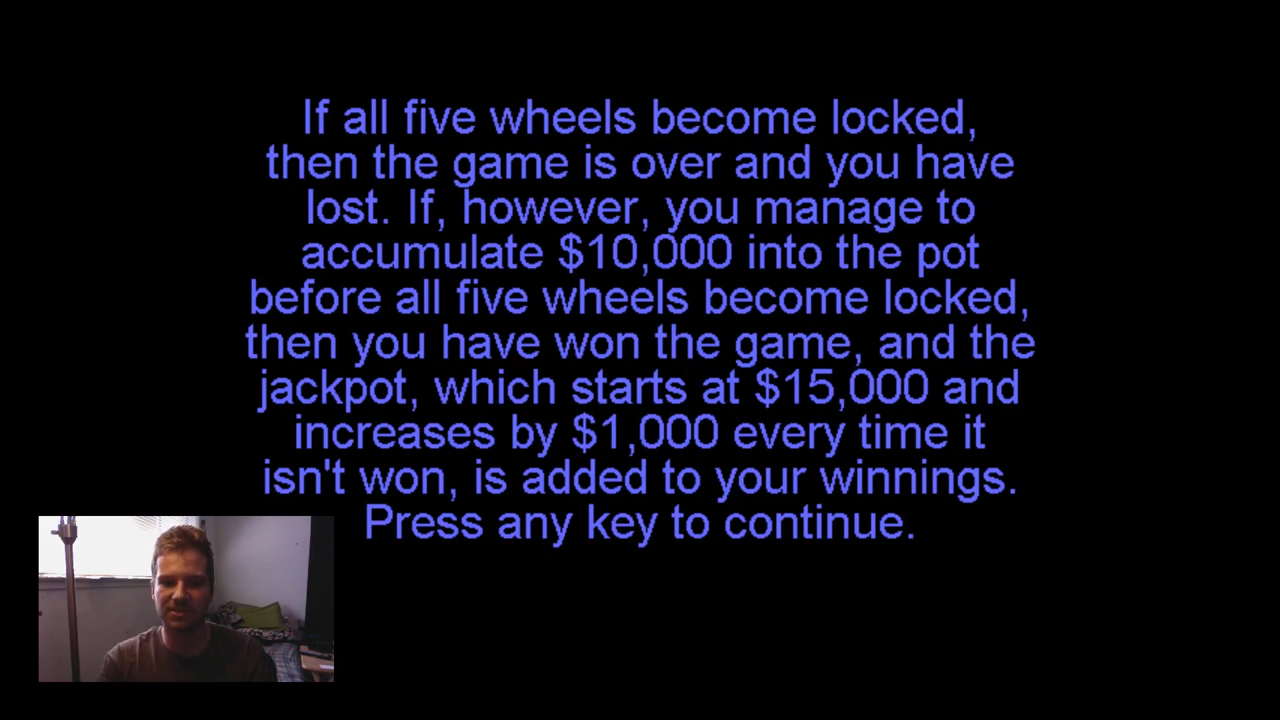 If all five wheels become locked,
then the game is over and you have
lost. If, however, you manage to
accumulate $10,000 into the pot
before all five wheels become locked,
then you have won the game, and the
jackpot, which starts at $15,000 and
increases by $1,000 every time it
isn't won, is added to your winnings.
Press any key to continue.